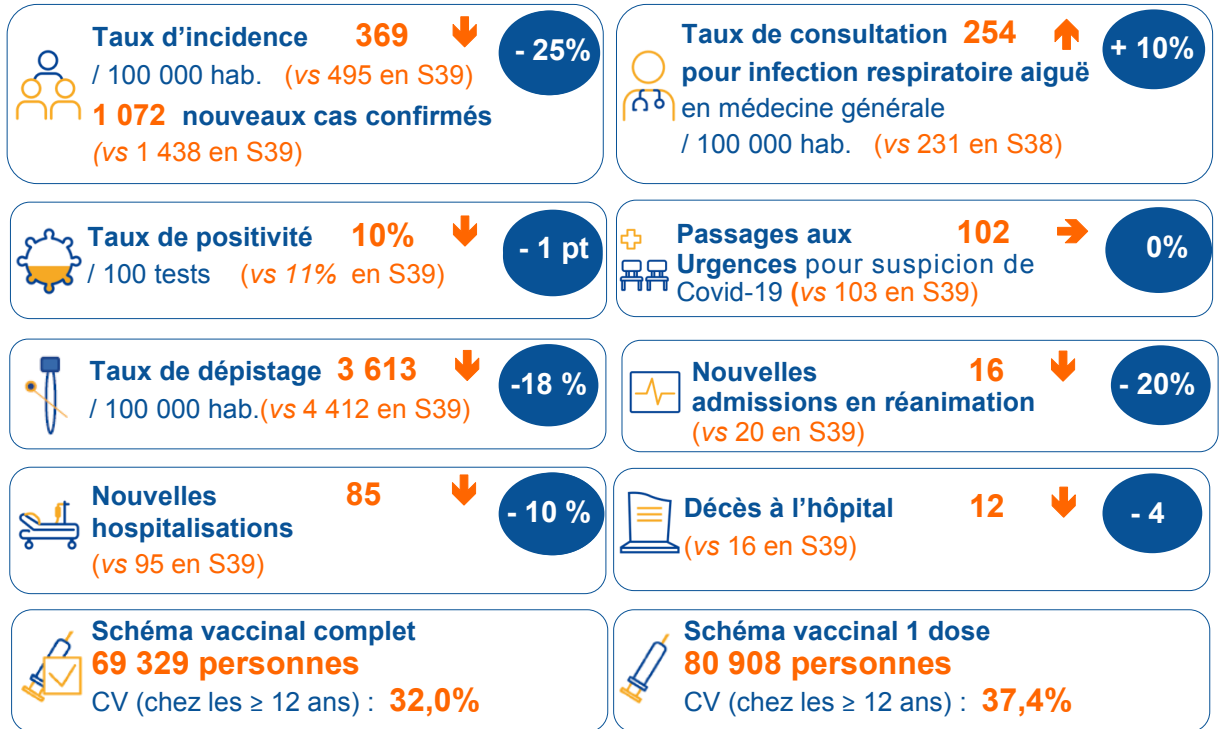 Taux d’incidence 369 - 25%
/ 100 000 hab. (vs 495 en S39)
1 072 nouveaux cas confirmés
(vs 1 438 en S39)
Taux de consultation 254 + 10%
pour infection respiratoire aiguë
en médecine générale
/ 100 000 hab. (vs 231 en S38)
Taux de positivité 10% - 1 pt
/ 100 tests (vs 11% en S39)
Passages aux 102 0%
Urgences pour suspicion de
Covid-19 (vs 103 en S39)
Taux de dépistage 3 613 -18 %
/ 100 000 hab.(vs 4 412 en S39)
Nouvelles 16 - 20%
admissions en réanimation
(vs 20 en S39)
Nouvelles 85 - 10 %
hospitalisations
(vs 95 en S39)
Décès à l’hôpital 12 - 4
(vs 16 en S39)
Schéma vaccinal complet
69 329 personnes
CV (chez les ≥ 12 ans) : 32,0%
Schéma vaccinal 1 dose
80 908 personnes
CV (chez les ≥ 12 ans) : 37,4%